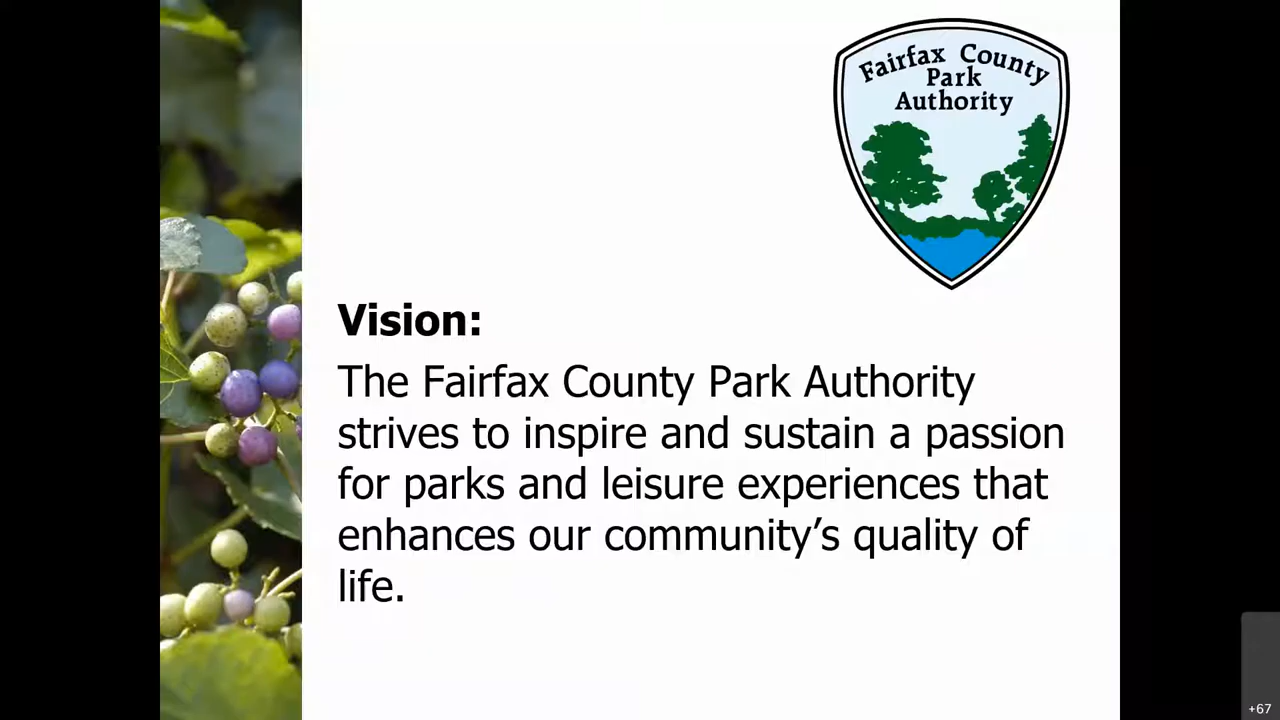 Fairfax County
Park
Authority
Vision:
The Fairfax County Park Authority
strives to inspire and sustain a passion
for parks and leisure experiences that
enhances our community’s quality of
life.
+67